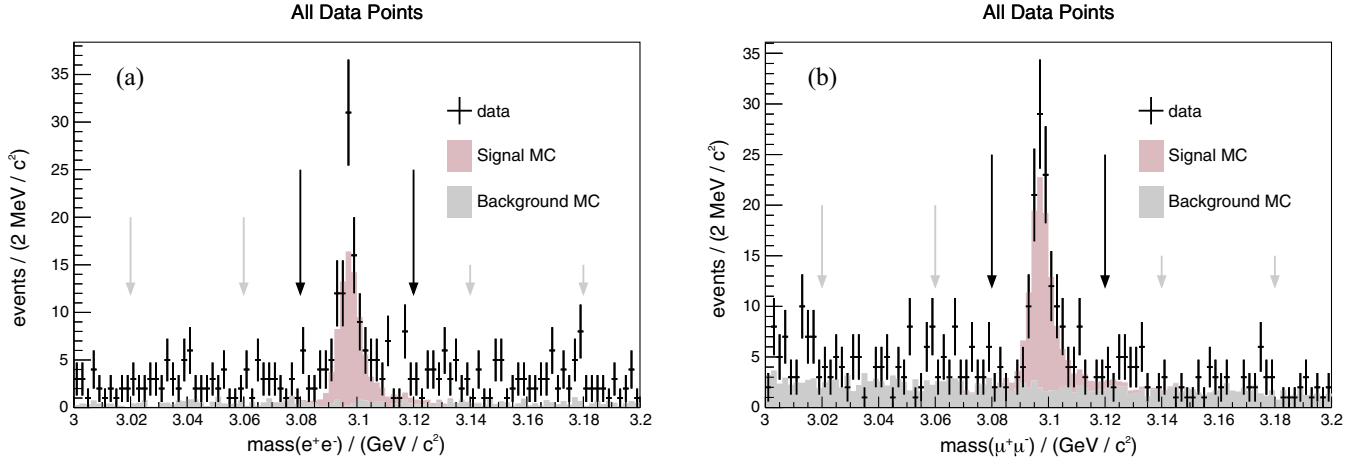 All Data Points
(a)
data
Signal MC
Background MC
events / (2 MeV / c²)
35
30
25
20
15
10
5
0
3 3.02 3.04 3.06 3.08 3.1 3.12 3.14 3.16 3.18 3.2
mass(e⁺e⁻) / (GeV / c²)
All Data Points
(b)
data
Signal MC
Background MC
events / (2 MeV / c²)
35
30
25
20
15
10
5
0
3 3.02 3.04 3.06 3.08 3.1 3.12 3.14 3.16 3.18 3.2
mass(μ⁺μ⁻) / (GeV / c²)